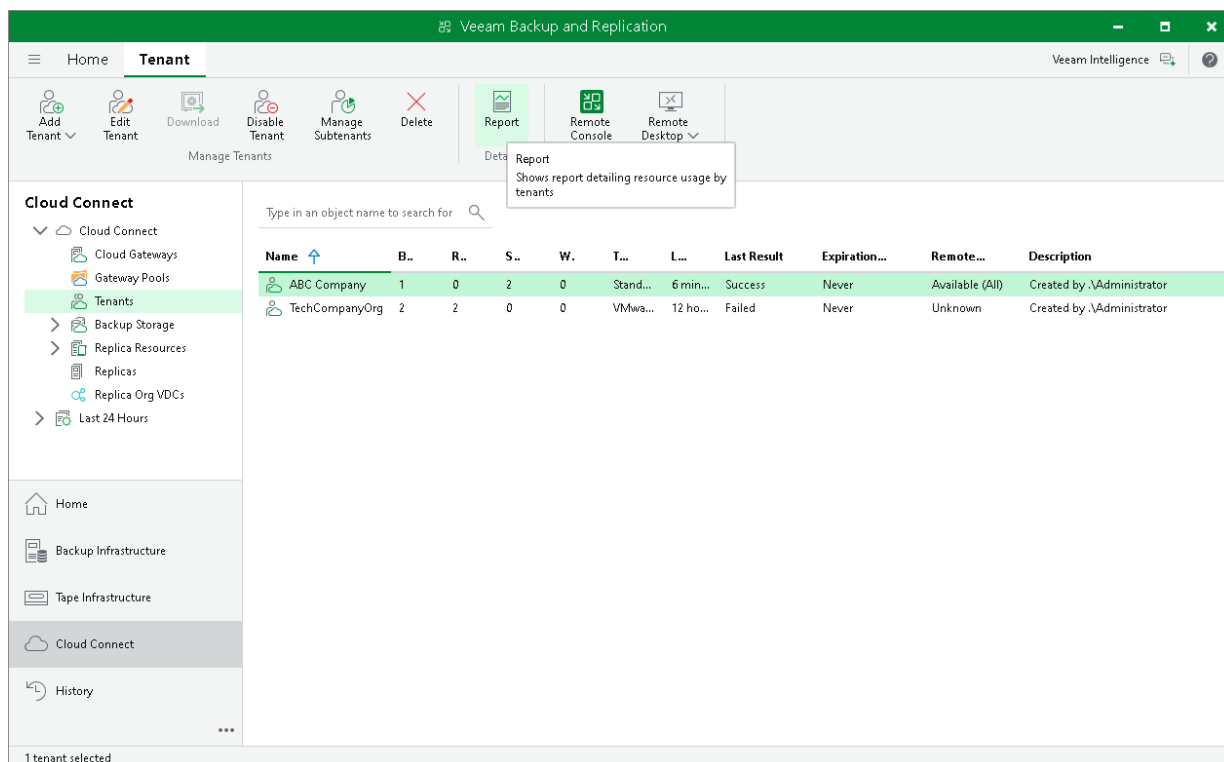 Veeam Backup and Replication
Home Tenant
Veeam Intelligence
Add Tenant
Edit Tenant
Download
Disable Tenant
Manage Subtenants
Delete
Report
Remote Console
Remote Desktop
Manage Tenants
Report
Shows report detailing resource usage by
tenants
Cloud Connect
Cloud Connect
Cloud Gateways
Gateway Pools
Tenants
Backup Storage
Replica Resources
Replicas
Replica Org VDCs
Last 24 Hours
Home
Backup Infrastructure
Tape Infrastructure
Cloud Connect
History
Type in an object name to search for
Name B.. R.. S.. W. T... L... Last Result Expiration... Remote... Description
ABC Company 1 0 2 0 Stand... 6 min... Success Never Available (All) Created by .\Administrator
TechCompanyOrg 2 2 0 0 VMwa... 12 ho... Failed Never Unknown Created by .\Administrator
1 tenant selected